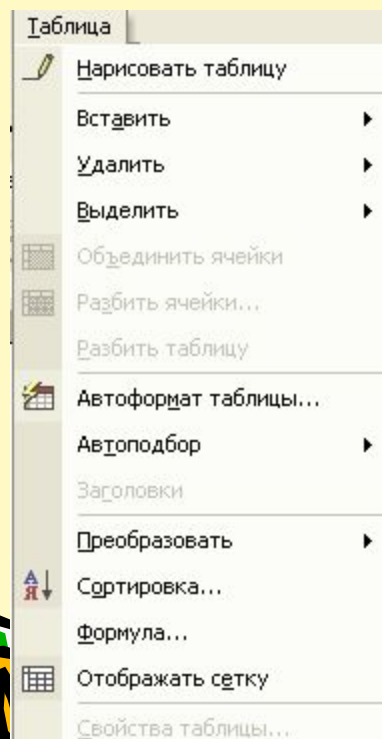 Таблица
Нарисовать таблицу
Вставить
Удалить
Выделить
Объединить ячейки
Разбить ячейки...
Разбить таблицу
Автоформат таблицы...
Автоподбор
Заголовки
Преобразовать
Сортировка...
Формула...
Отображать сетку
Свойства таблицы...